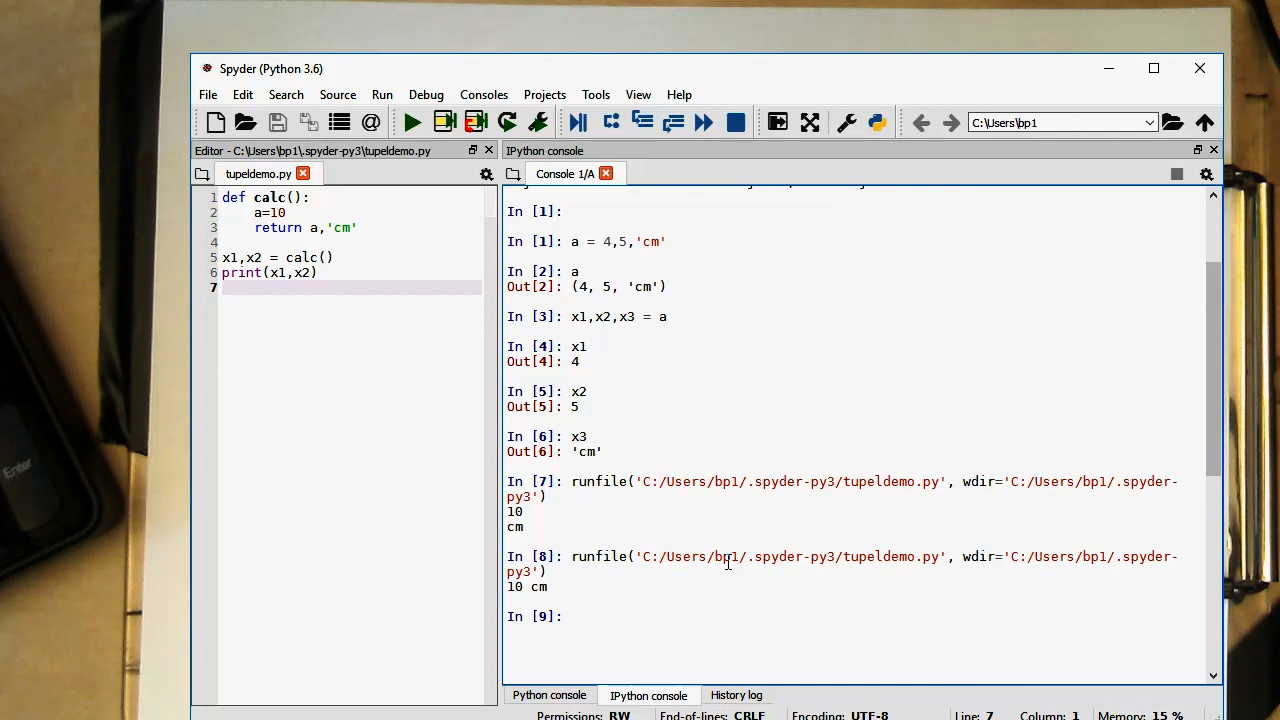 Spyder (Python 3.6)
File Edit Search Source Run Debug Consoles Projects Tools View Help
C:\Users\bp1
Editor - C:\Users\bp1\.spyder-py3\tupeldemo.py
IPython console
tupeldemo.py
Console 1/A
1 def calc():
2     a=10
3     return a,'cm'
4
5 x1,x2 = calc()
6 print(x1,x2)
7
In [1]:
In [1]: a = 4,5,'cm'
In [2]: a
Out[2]: (4, 5, 'cm')
In [3]: x1,x2,x3 = a
In [4]: x1
Out[4]: 4
In [5]: x2
Out[5]: 5
In [6]: x3
Out[6]: 'cm'
In [7]: runfile('C:/Users/bp1/.spyder-py3/tupeldemo.py', wdir='C:/Users/bp1/.spyder-
py3')
10
cm
In [8]: runfile('C:/Users/bp1/.spyder-py3/tupeldemo.py', wdir='C:/Users/bp1/.spyder-
py3')
10 cm
In [9]:
Python console IPython console History log
Permissions: RW End-of-lines: CRLF Encoding: UTF-8 Line: 7 Column: 1 Memory: 15 %
Enter